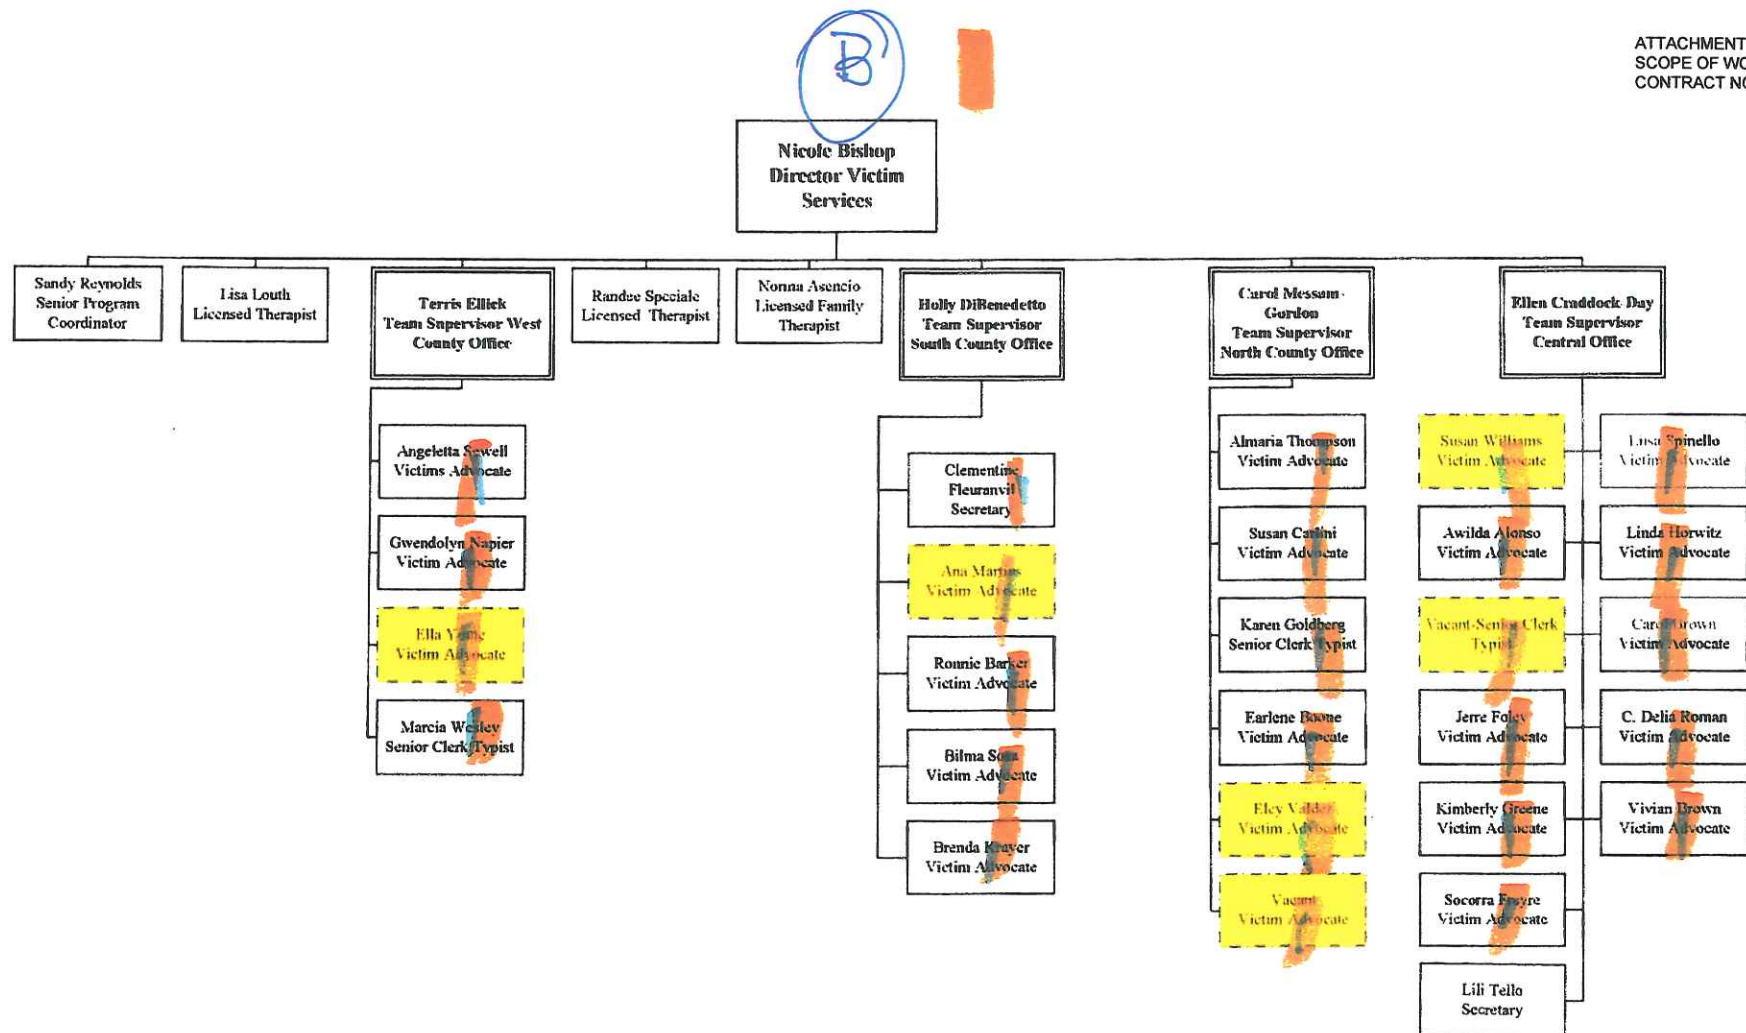 B
ATTACHMENT
SCOPE OF WO
CONTRACT NO
Nicole Bishop
Director Victim
Services
Sandy Reynolds
Senior Program
Coordinator
Lisa Louth
Licensed Therapist
Terris Ellick
Team Supervisor West
County Office
Randee Speciale
Licensed Therapist
Norma Asencio
Licensed Family
Therapist
Holly DiBenedetto
Team Supervisor
South County Office
Carol Messam-
Gordon
Team Supervisor
North County Office
Ellen Craddock-Day
Team Supervisor
Central Office
Angeletta Sewell
Victims Advocate
Gwendolyn Napier
Victim Advocate
Ella
Victim Advocate
Marcia Wesley
Senior Clerk Typist
Clementine
Fleuranvil
Secretary
Ana Martins
Victim Advocate
Ronnie Barker
Victim Advocate
Bilma Sosa
Victim Advocate
Brenda Krayer
Victim Advocate
Almaria Thompson
Victim Advocate
Susan Carlini
Victim Advocate
Karen Goldberg
Senior Clerk Typist
Earlene Boone
Victim Advocate
Elcy Valdez
Victim Advocate
Vacant
Victim Advocate
Susan Williams
Victim Advocate
Awilda Alonso
Victim Advocate
Vacant-Senior Clerk
Typist
Jerre Foley
Victim Advocate
Kimberly Greene
Victim Advocate
Socorra Freyre
Victim Advocate
Lili Tello
Secretary
Lusa Spinello
Victim Advocate
Linda Horwitz
Victim Advocate
Carol Brown
Victim Advocate
C. Delia Roman
Victim Advocate
Vivian Brown
Victim Advocate